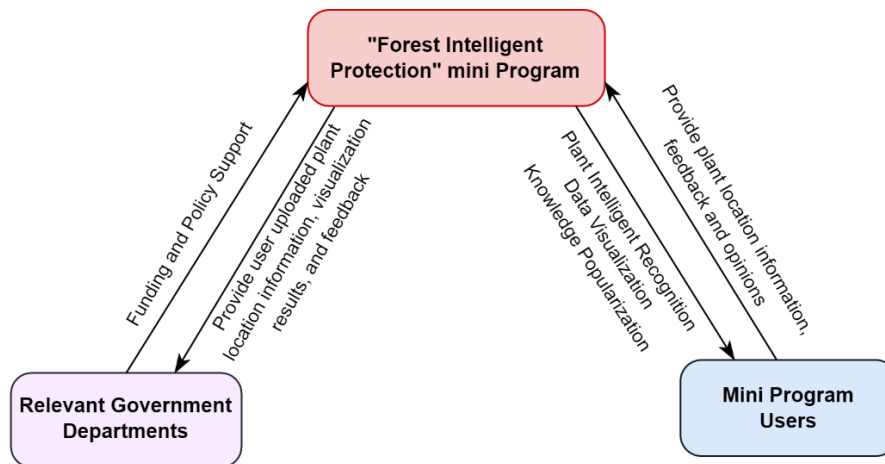 "Forest Intelligent
Protection" mini Program
Funding and Policy Support
Provide user uploaded plant
location information, visualization
results, and feedback
Plant Intelligent Recognition
Data Visualization
Knowledge Popularization
Provide plant location information,
feedback and opinions
Relevant Government
Departments
Mini Program
Users